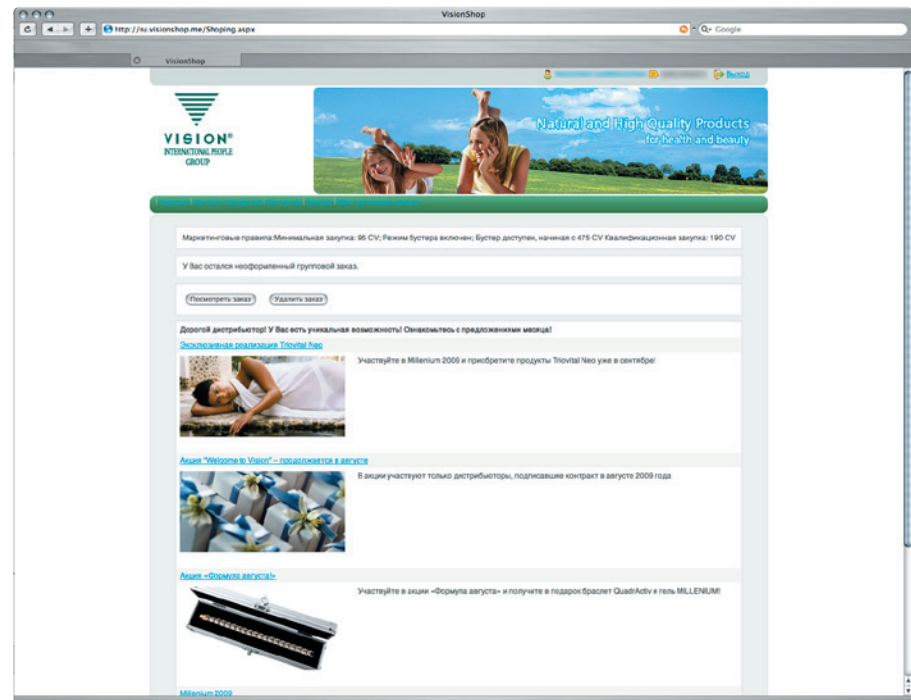 VisionShop
http://ru.visionshop.me/Shoping.aspx
Google
VisionShop
Выход
VISION®
INTERNATIONAL PEOPLE
GROUP
Natural and High Quality Products
for health and beauty
Маркетинговые правила:Минимальная закупка: 95 CV; Режим бустера включен; Бустер доступен, начиная с 475 CV Квалификационная закупка: 190 CV
У Вас остался неоформленный групповой заказ.
Посмотреть заказ Удалить заказ
Дорогой дистрибьютор! У Вас есть уникальная возможность! Ознакомьтесь с предложениями месяца!
Эксклюзивная реализация Triovital Neo
Участвуйте в Millenium 2009 и приобретите продукты Triovital Neo уже в сентябре!
Акция "Welcome to Vision" – продолжается в августе
В акции участвуют только дистрибьюторы, подписавшие контракт в августе 2009 года
Акция «Формула августа!»
Участвуйте в акции «Формула августа» и получите в подарок браслет QuadrActiv и гель MILLENIUM!
Millenium 2009